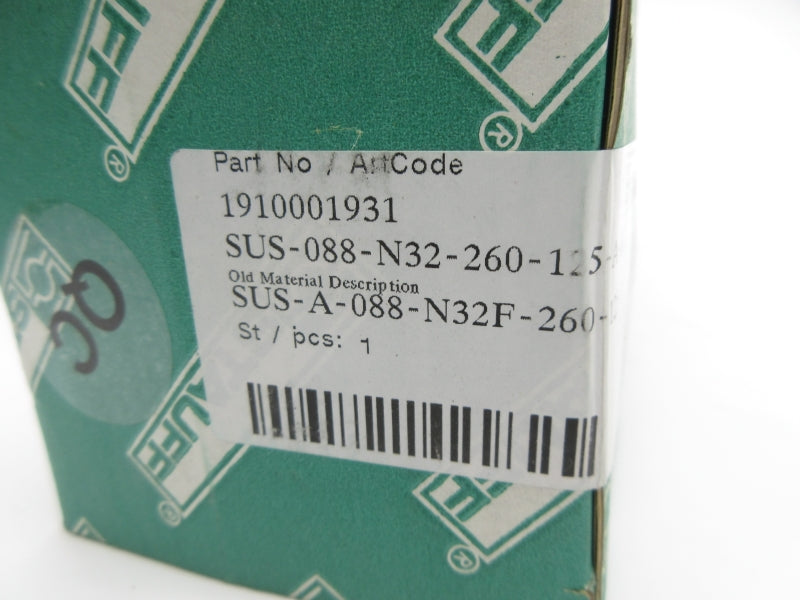 Part No / ArtCode
1910001931
SUS-088-N32-260-125-
Old Material Description
SUS-A-088-N32F-260-
St / pcs: 1
QC